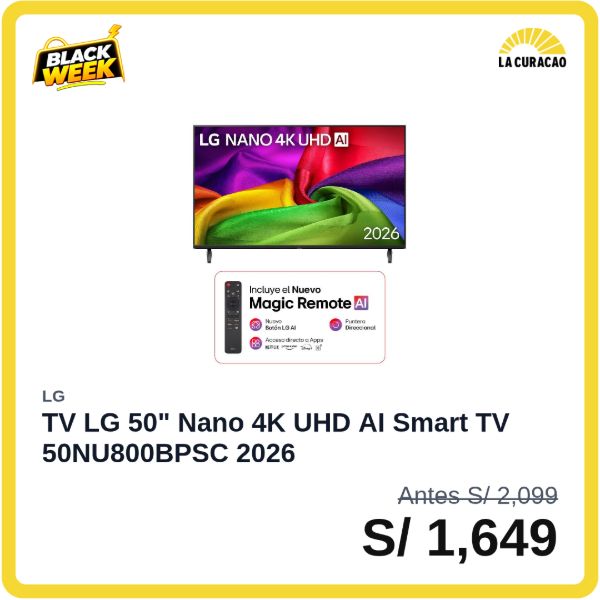 BLACK
WEEK
LA CURACAO
LG NANO 4K UHD AI
2026
Incluye el Nuevo
Magic Remote AI
Nuevo
Botón LG AI
Puntero
Direccional
Acceso directo a Apps
NETFLIX
LG
TV LG 50" Nano 4K UHD AI Smart TV
50NU800BPSC 2026
Antes S/ 2,099
S/ 1,649